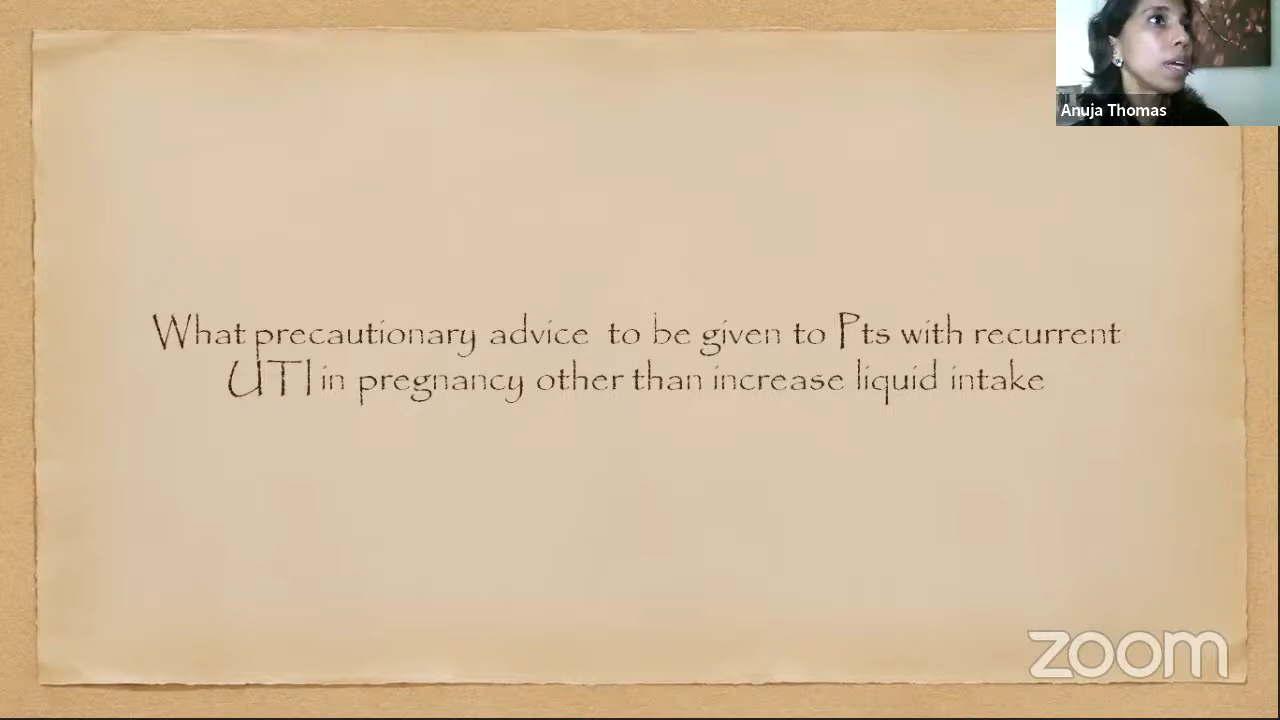 Anuja Thomas
What precautionary advice to be given to Pts with recurrent
UTI in pregnancy other than increase liquid intake
zoom